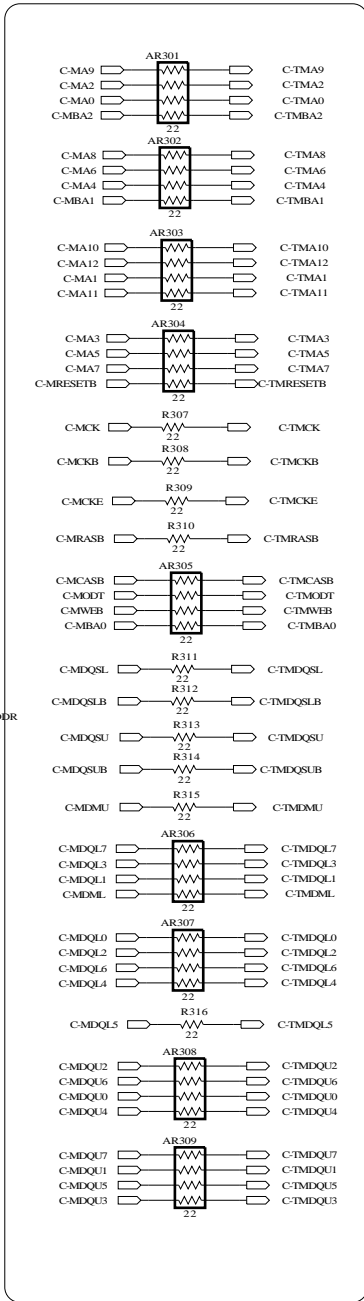 AR301
C-MA9 C-TMA9
C-MA2 C-TMA2
C-MA0 C-TMA0
C-MBA2 C-TMBA2
22
AR302
C-MA8 C-TMA8
C-MA6 C-TMA6
C-MA4 C-TMA4
C-MBA1 C-TMBA1
22
AR303
C-MA10 C-TMA10
C-MA12 C-TMA12
C-MA1 C-TMA1
C-MA11 C-TMA11
22
AR304
C-MA3 C-TMA3
C-MA5 C-TMA5
C-MA7 C-TMA7
C-MRESETB C-TMRESETB
22
R307
C-MCK C-TMCK
22
R308
C-MCKB C-TMCKB
22
R309
C-MCKE C-TMCKE
22
R310
C-MRASB C-TMRASB
22
AR305
C-MCASB C-TMCASB
C-MODT C-TMODT
C-MWEB C-TMWEB
C-MBA0 C-TMBA0
22
R311
C-MDQSL C-TMDQSL
22
R312
C-MDQSLB C-TMDQSLB
22
DDR
R313
C-MDQSU C-TMDQSU
22
R314
C-MDQSUB C-TMDQSUB
22
R315
C-MDMU C-TMDMU
22
AR306
C-MDQL7 C-TMDQL7
C-MDQL3 C-TMDQL3
C-MDQL1 C-TMDQL1
C-MDML C-TMDML
22
AR307
C-MDQL0 C-TMDQL0
C-MDQL2 C-TMDQL2
C-MDQL6 C-TMDQL6
C-MDQL4 C-TMDQL4
22
R316
C-MDQL5 C-TMDQL5
22
AR308
C-MDQU2 C-TMDQU2
C-MDQU6 C-TMDQU6
C-MDQU0 C-TMDQU0
C-MDQU4 C-TMDQU4
22
AR309
C-MDQU7 C-TMDQU7
C-MDQU1 C-TMDQU1
C-MDQU5 C-TMDQU5
C-MDQU3 C-TMDQU3
22